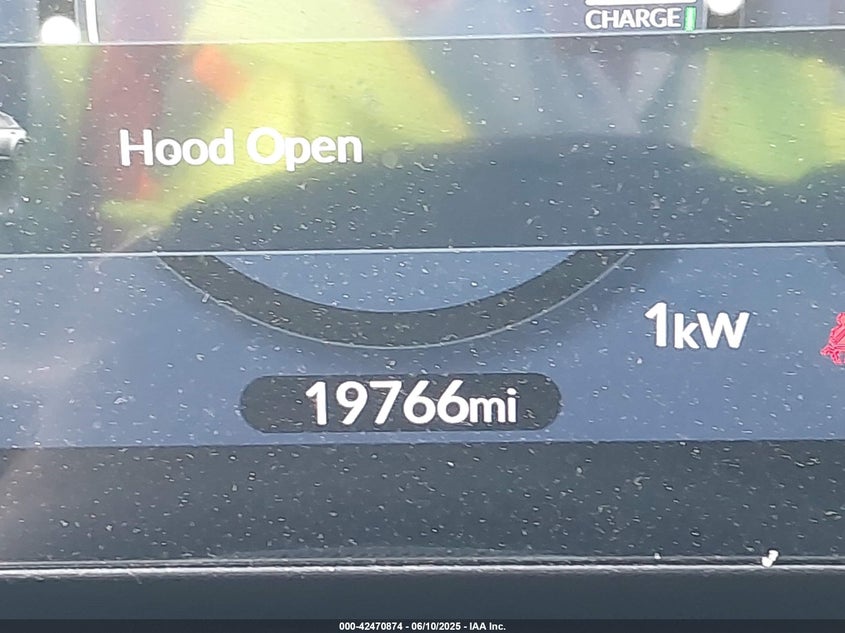 CHARGE
Hood Open
1kW
19766mi
000-42470874 - 06/10/2025 - IAA Inc.